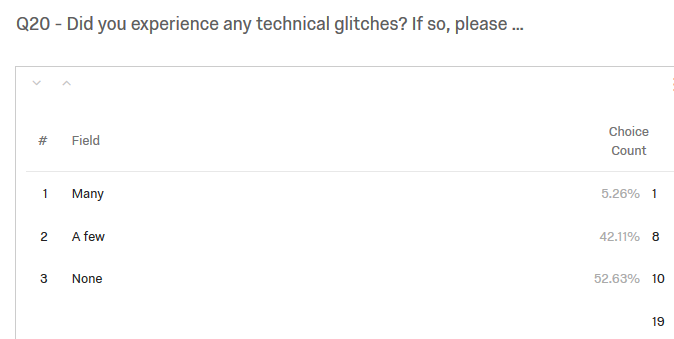 Q20 - Did you experience any technical glitches? If so, please ...
# Field Choice Count
1 Many 5.26% 1
2 A few 42.11% 8
3 None 52.63% 10
19